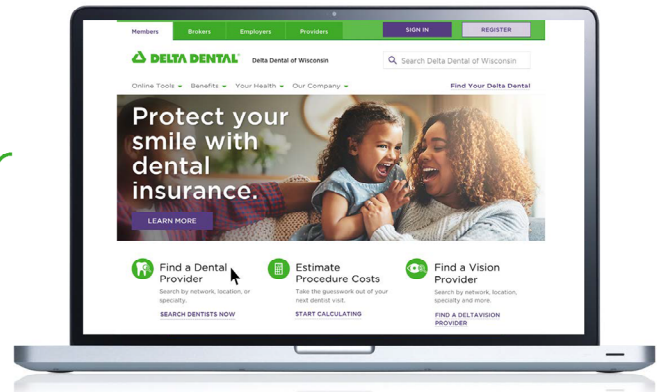 Members Brokers Employers Providers SIGN IN REGISTER
DELTA DENTAL® Delta Dental of Wisconsin Search Delta Dental of Wisconsin
Online Tools Benefits Your Health Our Company Find Your Delta Dental
Protect your
smile with
dental
insurance.
LEARN MORE
Find a Dental
Provider
Search by network, location, or
specialty.
SEARCH DENTISTS NOW
Estimate
Procedure Costs
Take the guesswork out of your
next dentist visit.
START CALCULATING
Find a Vision
Provider
Search by network, location,
specialty and more.
FIND A DELTAVISION
PROVIDER